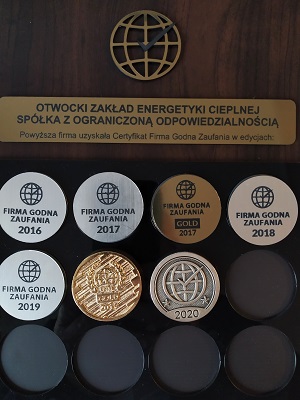 OTWOCKI ZAKŁAD ENERGETYKI CIEPLNEJ
SPÓŁKA Z OGRANICZONĄ ODPOWIEDZIALNOŚCIĄ
Powyższa firma uzyskała Certyfikat Firma Godna Zaufania w edycjach:
FIRMA GODNA
ZAUFANIA
2016
FIRMA GODNA
ZAUFANIA
2017
FIRMA GODNA
ZAUFANIA
GOLD
2017
FIRMA GODNA
ZAUFANIA
2018
FIRMA GODNA
ZAUFANIA
2019
GOLD
2020